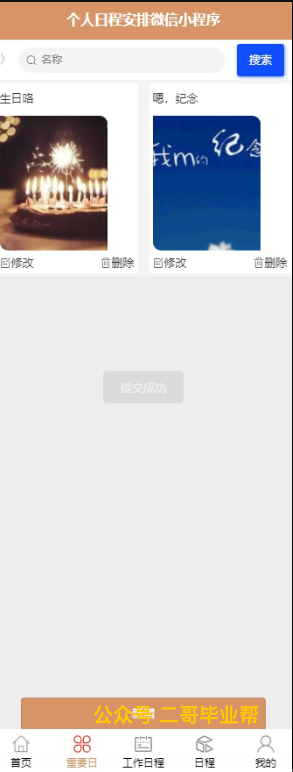 个人日程安排微信小程序
名称
搜索
生日咯
嗯，纪念
我m的 纪念
修改
删除
修改
删除
提交成功
公众号 二哥毕业帮
首页
重要日
工作日程
日程
我的